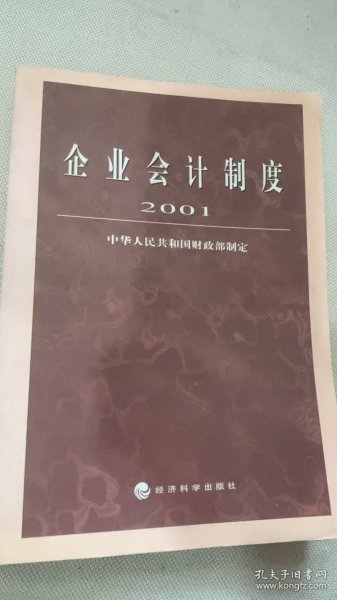 企业会计制度
2001
中华人民共和国财政部制定
经济科学出版社
孔夫子旧书网